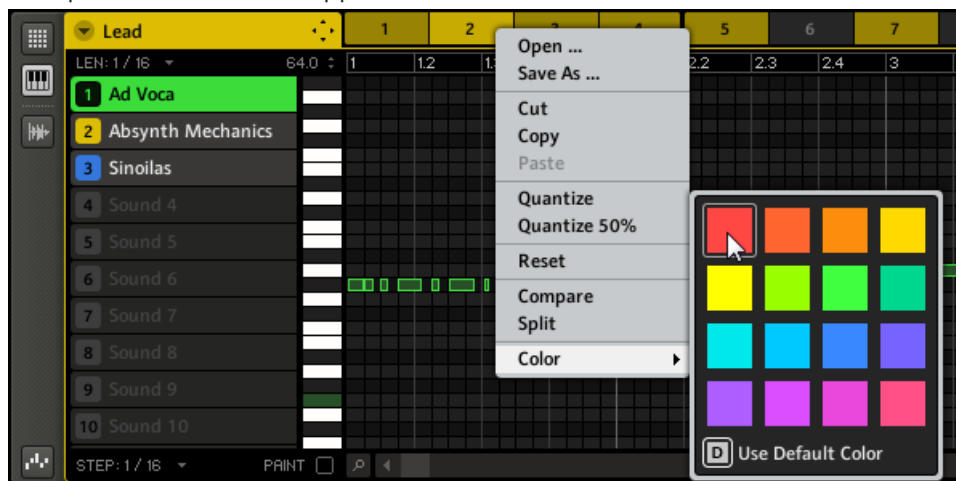 Lead
1 2 5 6 7
LEN: 1 / 16 64.0 1 1.2 2.2 2.3 2.4 3
1 Ad Voca
2 Absynth Mechanics
3 Sinoilas
4 Sound 4
5 Sound 5
6 Sound 6
7 Sound 7
8 Sound 8
9 Sound 9
10 Sound 10
STEP: 1 / 16 PAINT
Open ...
Save As ...
Cut
Copy
Paste
Quantize
Quantize 50%
Reset
Compare
Split
Color
D Use Default Color